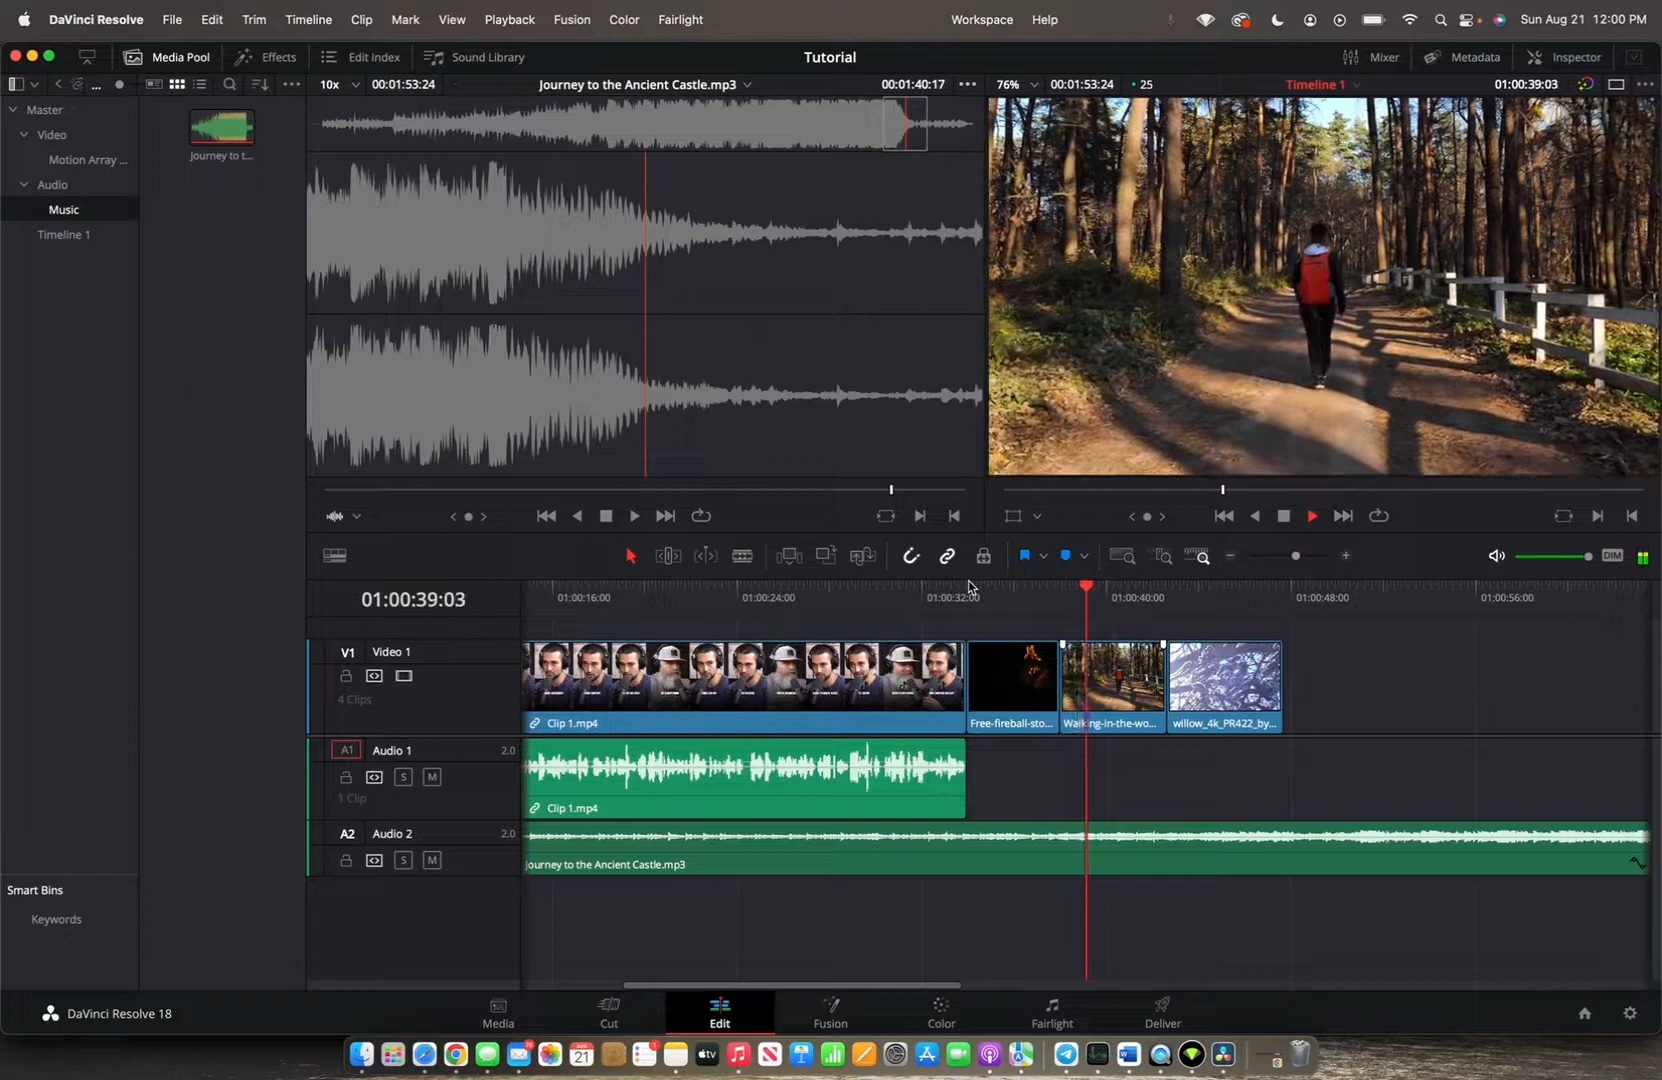 DaVinci Resolve File Edit Trim Timeline Clip Mark View Playback Fusion Color Fairlight Workspace Help Sun Aug 21 12:00 PM
Media Pool Effects Edit Index Sound Library Tutorial Mixer Metadata Inspector
... 10x 00:01:53:24 Journey to the Ancient Castle.mp3 00:01:40:17 76% 00:01:53:24 25 Timeline 1 01:00:39:03
Master
Video
Motion Array ...
Audio
Music
Timeline 1
Journey to t...
DIM
01:00:39:03
01:00:16:00 01:00:24:00 01:00:32:00 01:00:40:00 01:00:48:00 01:00:56:00
V1 Video 1
4 Clips
Clip 1.mp4 Free-fireball-sto... Walking-in-the-wo... willow_4k_PR422_by...
A1 Audio 1 2.0
S M
1 Clip
Clip 1.mp4
A2 Audio 2 2.0
S M
Journey to the Ancient Castle.mp3
Smart Bins
Keywords
DaVinci Resolve 18
Media Cut Edit Fusion Color Fairlight Deliver
AUG
21
tv